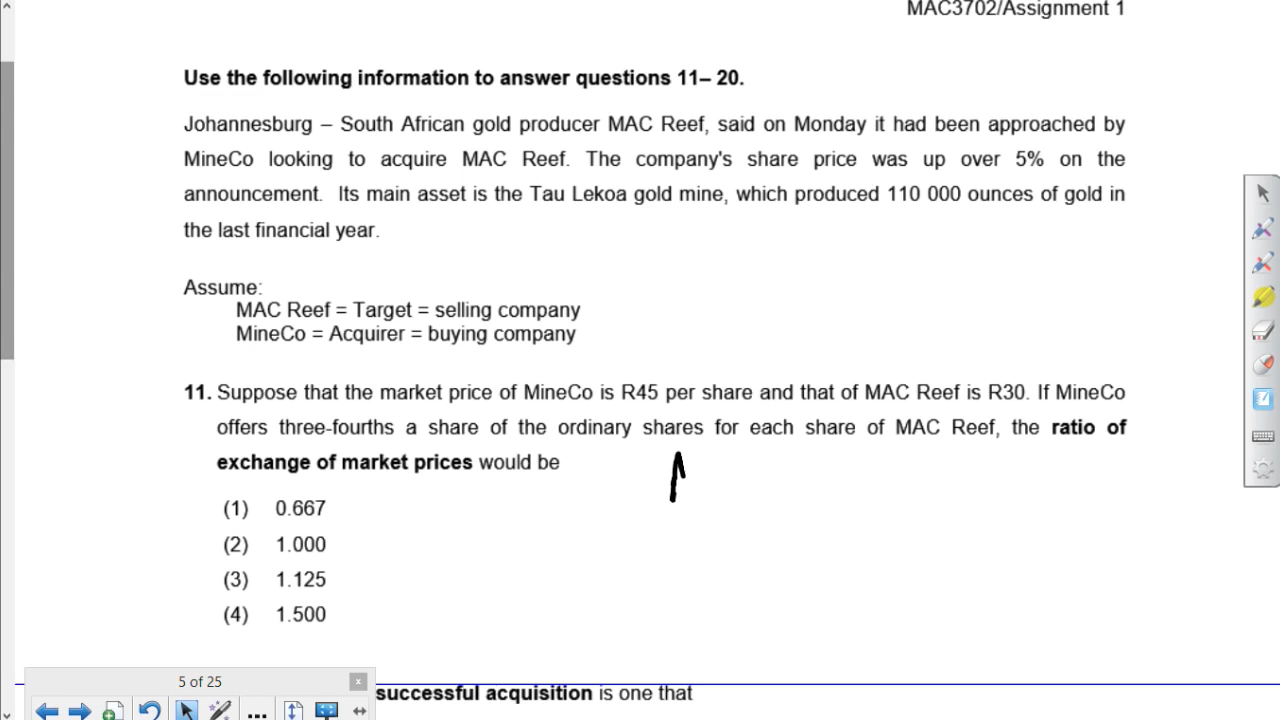 MAC3702/Assignment 1
Use the following information to answer questions 11– 20.
Johannesburg – South African gold producer MAC Reef, said on Monday it had been approached by
MineCo looking to acquire MAC Reef. The company's share price was up over 5% on the
announcement. Its main asset is the Tau Lekoa gold mine, which produced 110 000 ounces of gold in
the last financial year.
Assume:
MAC Reef = Target = selling company
MineCo = Acquirer = buying company
11. Suppose that the market price of MineCo is R45 per share and that of MAC Reef is R30. If MineCo
offers three-fourths a share of the ordinary shares for each share of MAC Reef, the ratio of
exchange of market prices would be
(1) 0.667
(2) 1.000
(3) 1.125
(4) 1.500
5 of 25
successful acquisition is one that